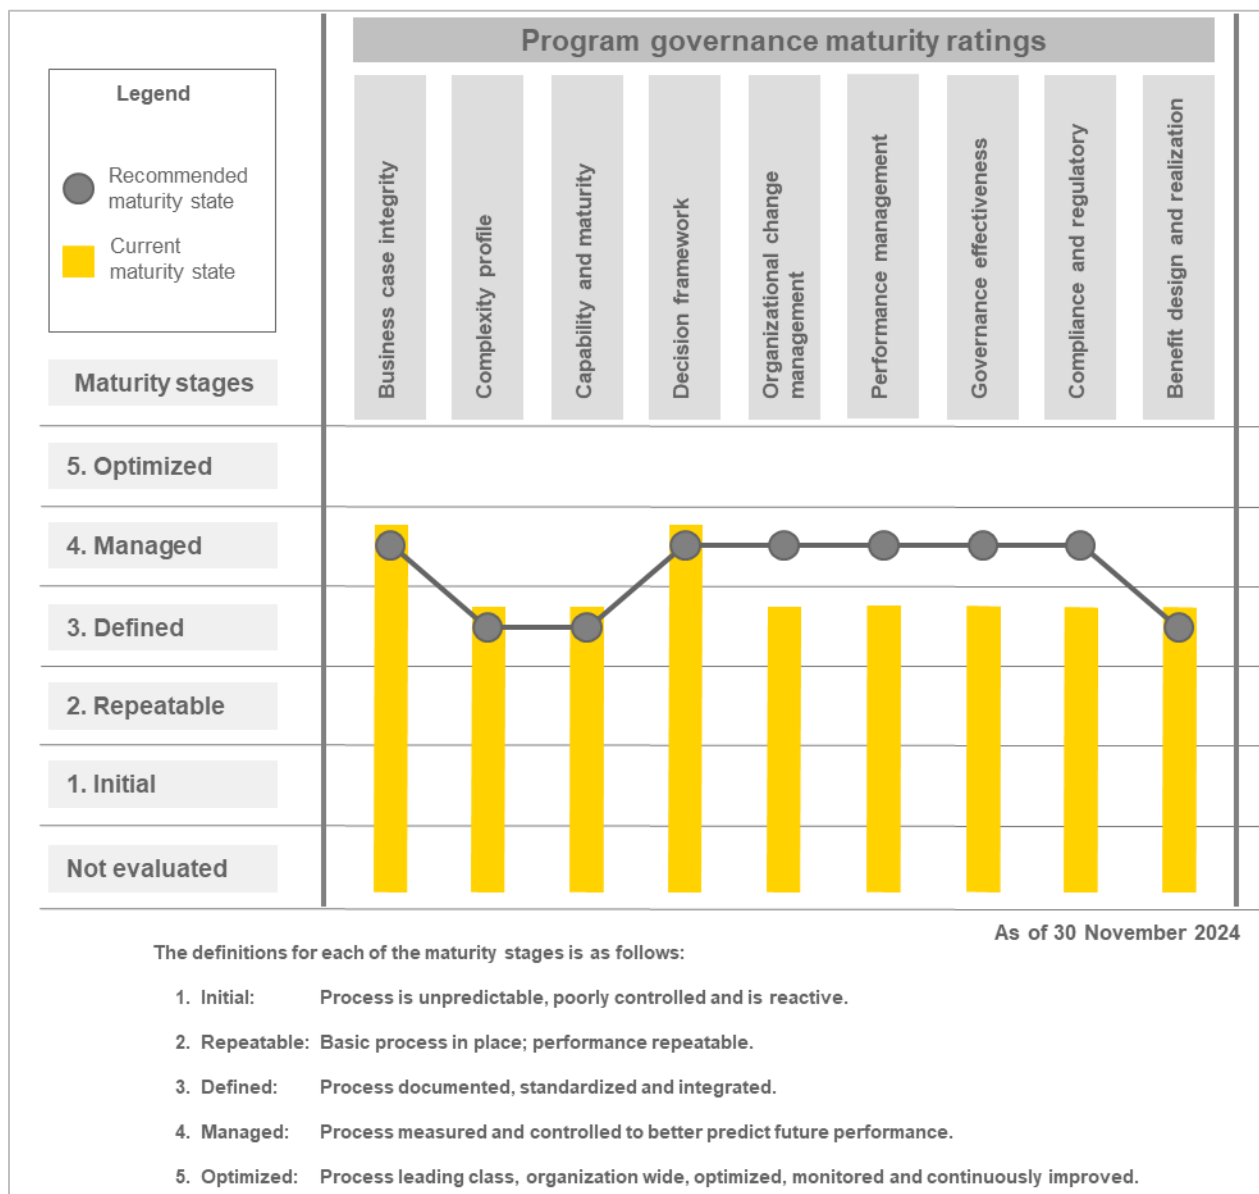 Program governance maturity ratings
Legend
Recommended
maturity state
Current
maturity state
Business case integrity
Complexity profile
Capability and maturity
Decision framework
Organizational change
management
Performance management
Governance effectiveness
Compliance and regulatory
Benefit design and realization
Maturity stages
5. Optimized
4. Managed
3. Defined
2. Repeatable
1. Initial
Not evaluated
As of 30 November 2024
The definitions for each of the maturity stages is as follows:
1. Initial: Process is unpredictable, poorly controlled and is reactive.
2. Repeatable: Basic process in place; performance repeatable.
3. Defined: Process documented, standardized and integrated.
4. Managed: Process measured and controlled to better predict future performance.
5. Optimized: Process leading class, organization wide, optimized, monitored and continuously improved.